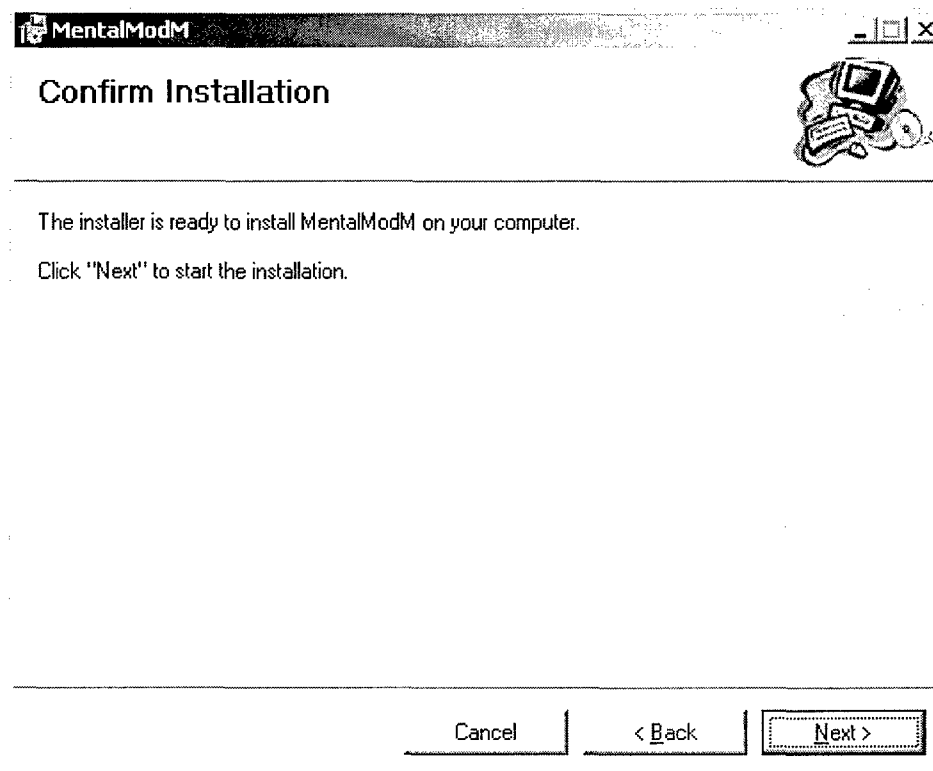 MentalModM
Confirm Installation
The installer is ready to install MentalModM on your computer.
Click "Next" to start the installation.
Cancel
< Back
Next >